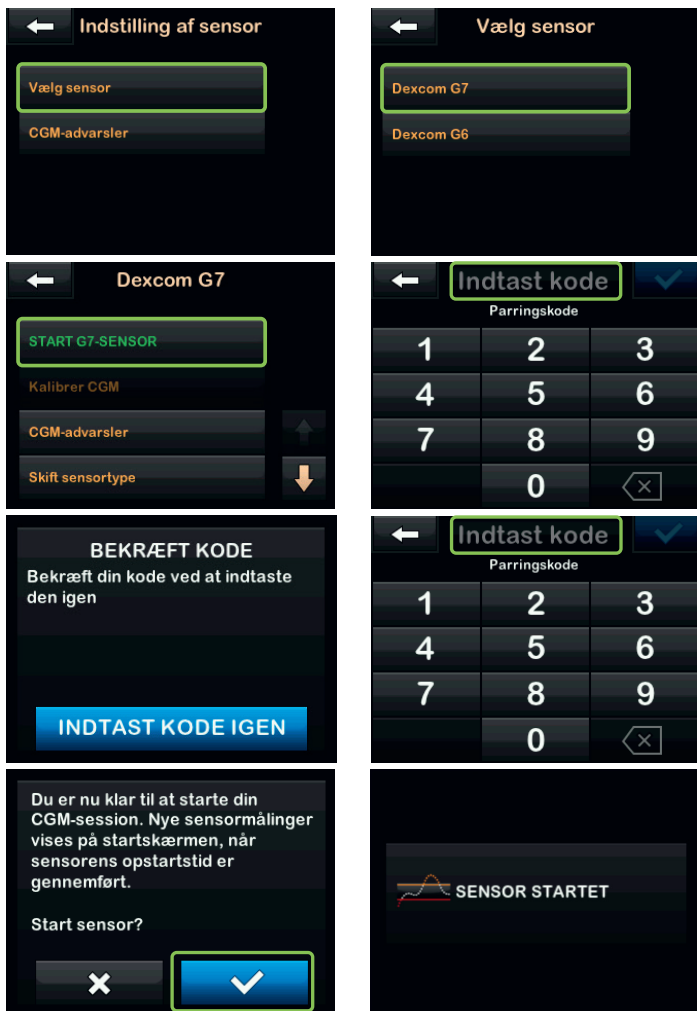 Indstilling af sensor
Vælg sensor
CGM-advarsler
Vælg sensor
Dexcom G7
Dexcom G6
Dexcom G7
START G7-SENSOR
Kalibrer CGM
CGM-advarsler
Skift sensortype
Indtast kode
Parringskode
1 2 3
4 5 6
7 8 9
0
BEKRÆFT KODE
Bekræft din kode ved at indtaste
den igen
INDTAST KODE IGEN
Indtast kode
Parringskode
1 2 3
4 5 6
7 8 9
0
Du er nu klar til at starte din
CGM-session. Nye sensormålinger
vises på startskærmen, når
sensorens opstartstid er
gennemført.
Start sensor?
SENSOR STARTET